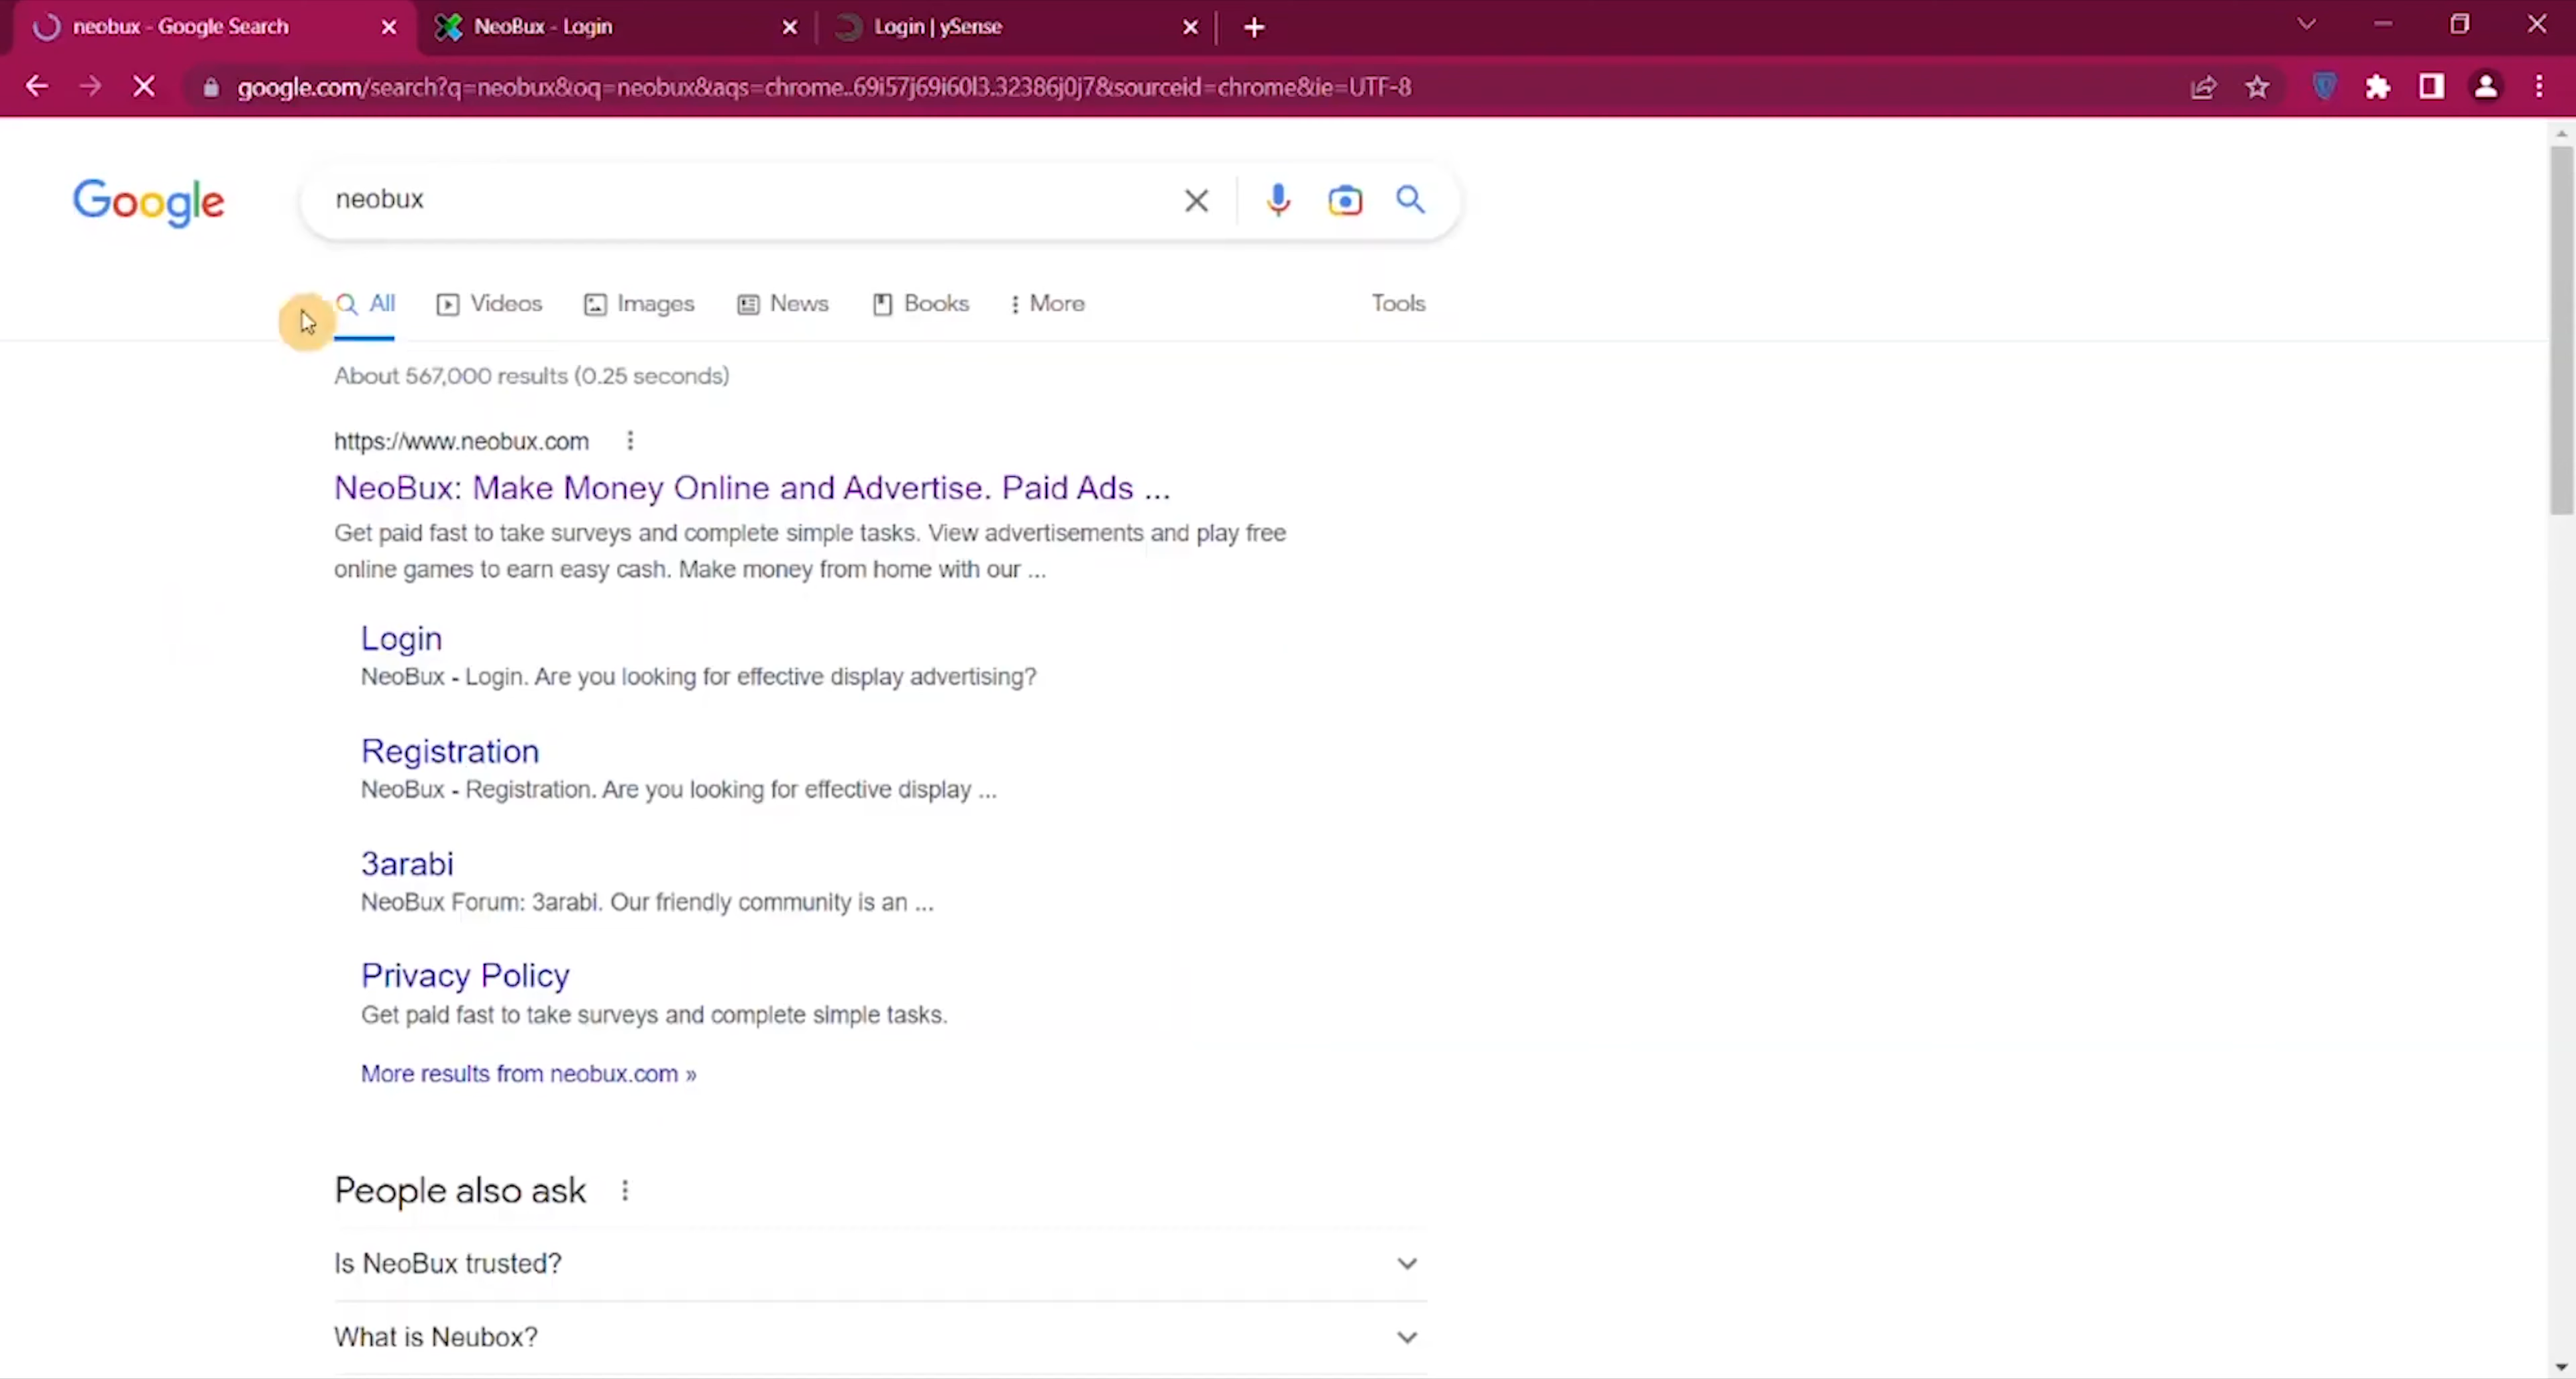 neobux - Google Search
NeoBux - Login
Login | ySense
google.com/search?q=neobux&oq=neobux&aqs=chrome..69i57j69i60l3.32386j0j7&sourceid=chrome&ie=UTF-8
Google
neobux
All
Videos
Images
News
Books
More
Tools
About 567,000 results (0.25 seconds)
https://www.neobux.com
NeoBux: Make Money Online and Advertise. Paid Ads ...
Get paid fast to take surveys and complete simple tasks. View advertisements and play free
online games to earn easy cash. Make money from home with our ...
Login
NeoBux - Login. Are you looking for effective display advertising?
Registration
NeoBux - Registration. Are you looking for effective display ...
3arabi
NeoBux Forum: 3arabi. Our friendly community is an ...
Privacy Policy
Get paid fast to take surveys and complete simple tasks.
More results from neobux.com »
People also ask
Is NeoBux trusted?
What is Neubox?